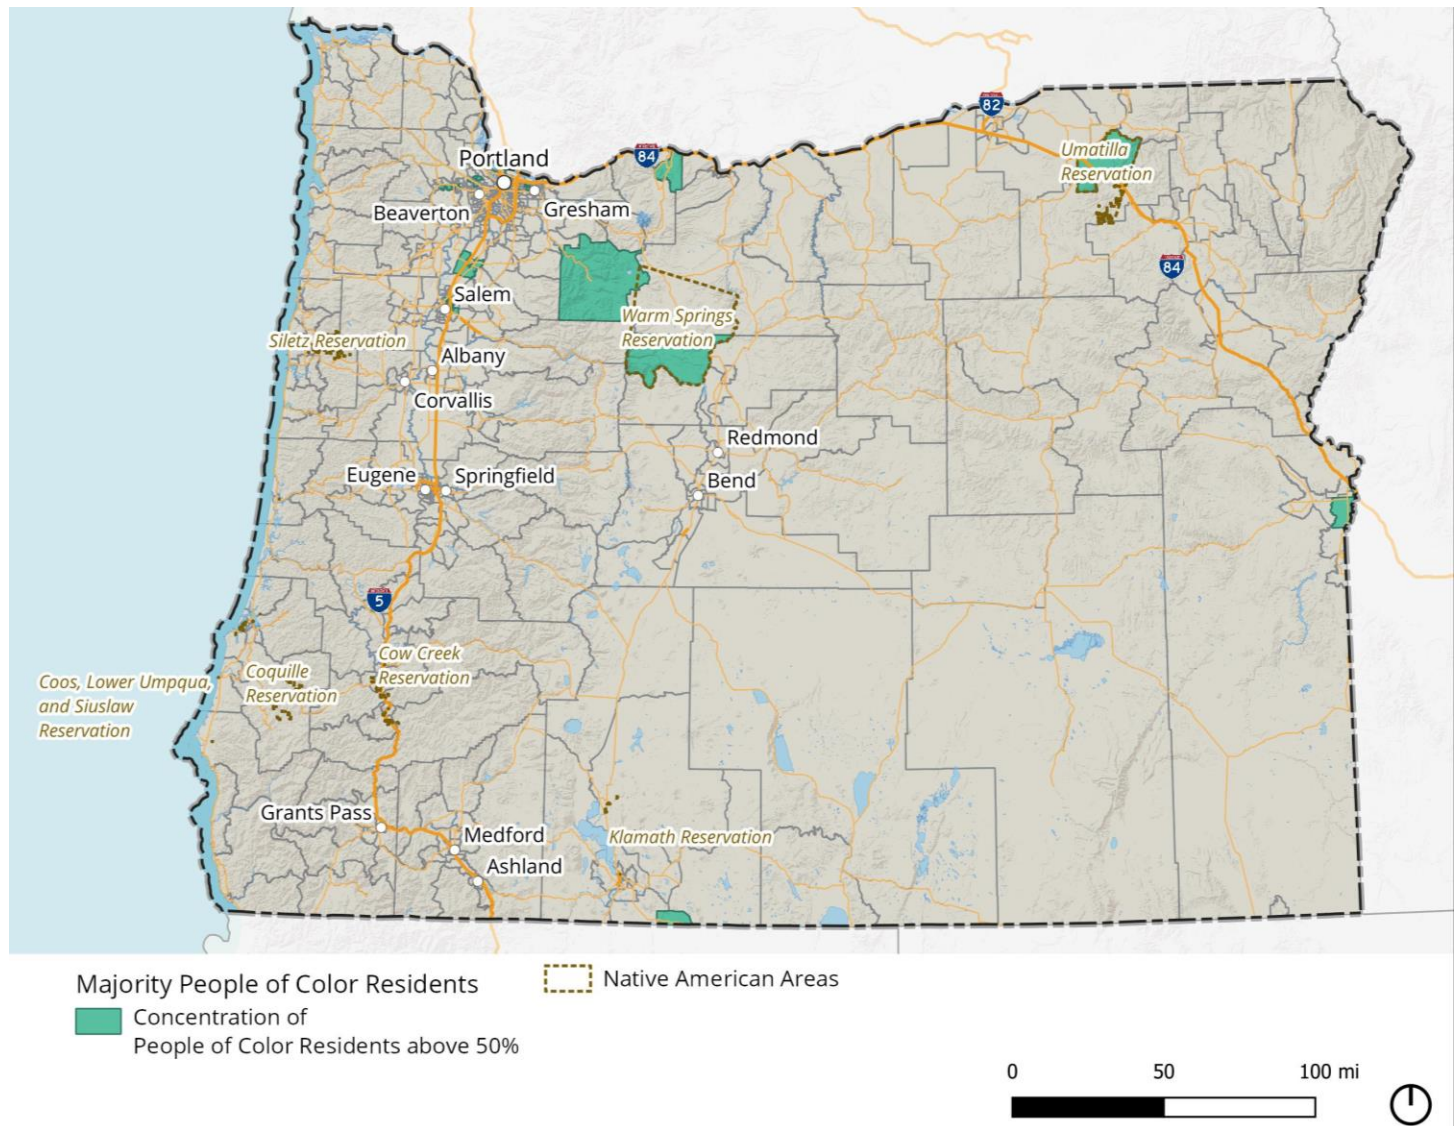 82
Portland
84
Umatilla
Reservation
Beaverton
Gresham
84
Salem
Warm Springs
Reservation
Siletz Reservation
Albany
Corvallis
Redmond
Eugene
Springfield
Bend
5
Cow Creek
Reservation
Coquille
Reservation
Coos, Lower Umpqua,
and Siuslaw
Reservation
Grants Pass
Medford
Klamath Reservation
Ashland
Majority People of Color Residents
Concentration of
People of Color Residents above 50%
Native American Areas
0 50 100 mi